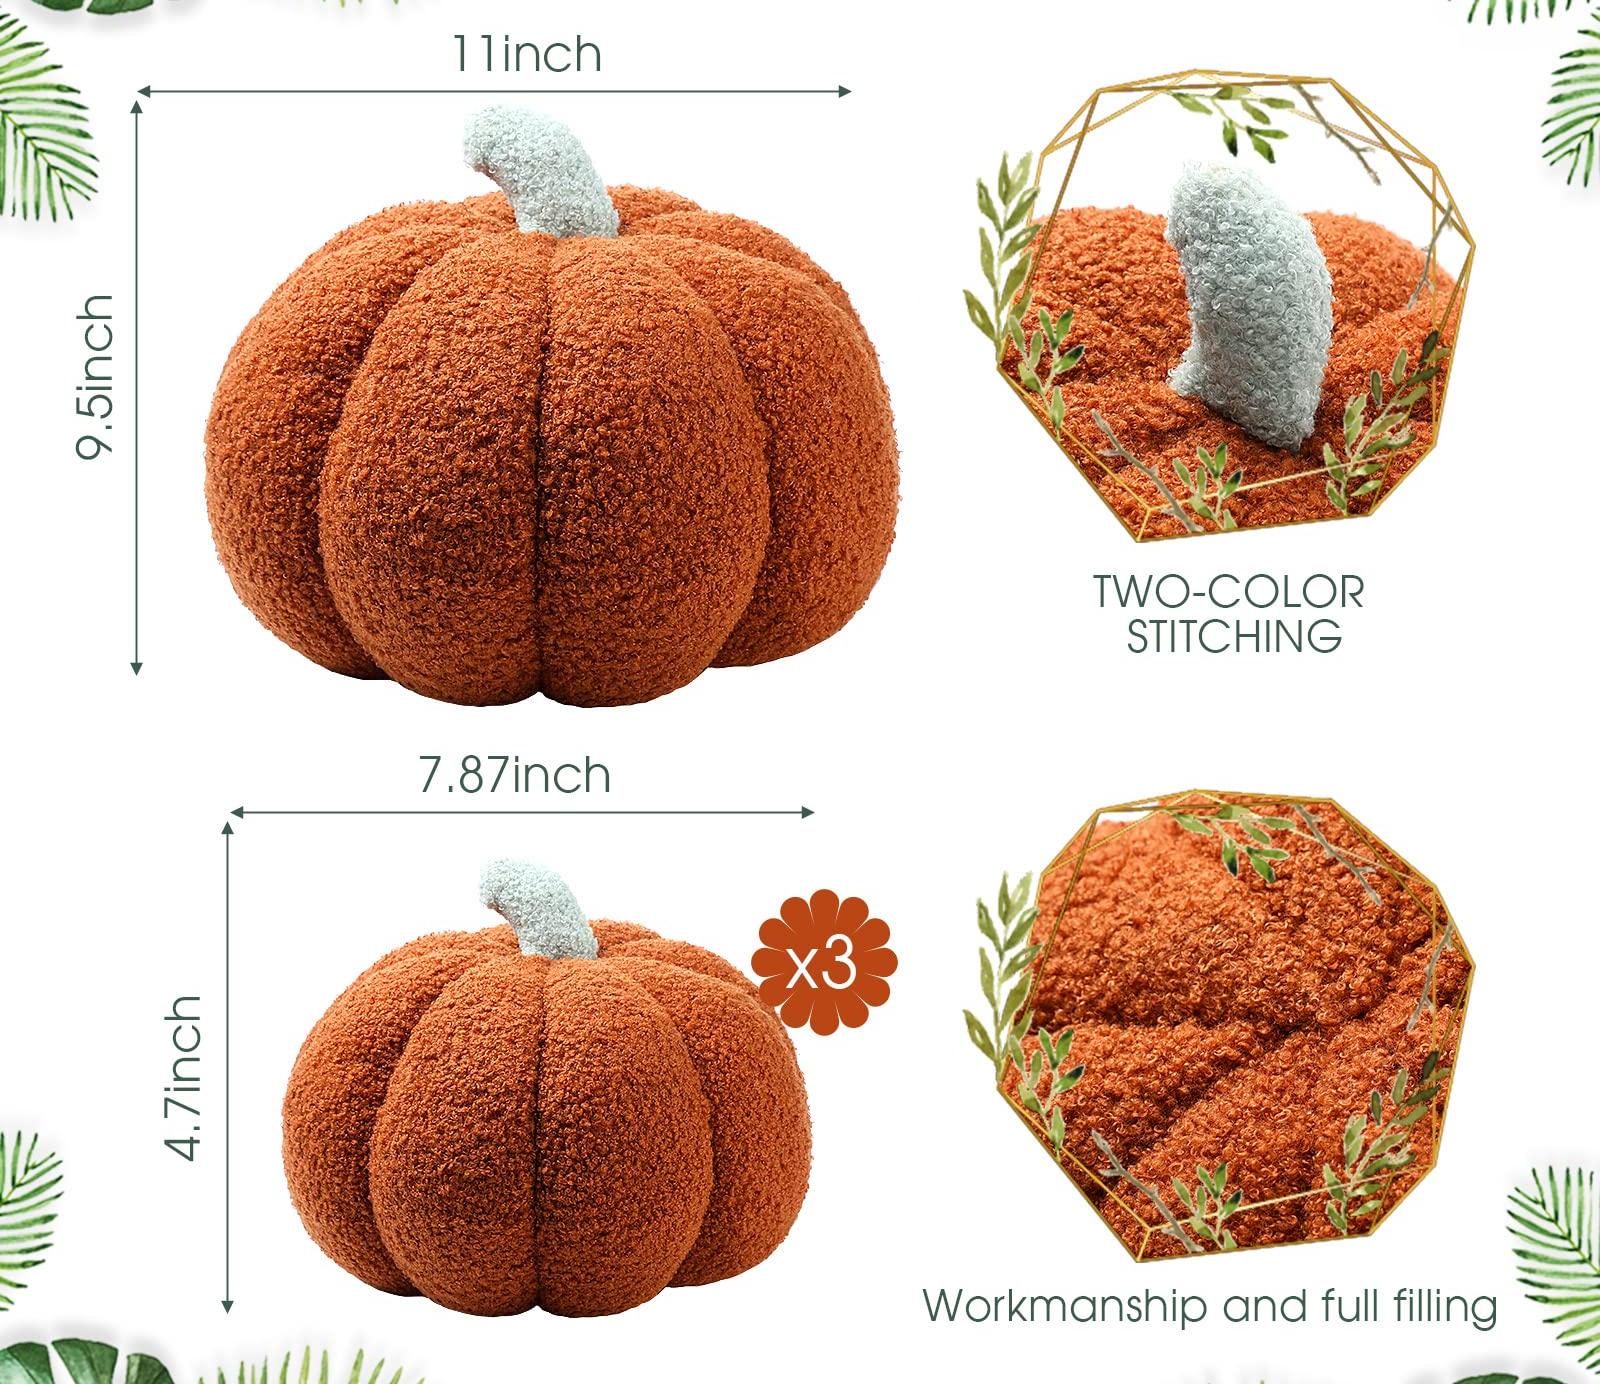 11inch
9.5inch
TWO-COLOR
STITCHING
7.87inch
4.7inch
x3
Workmanship and full filling